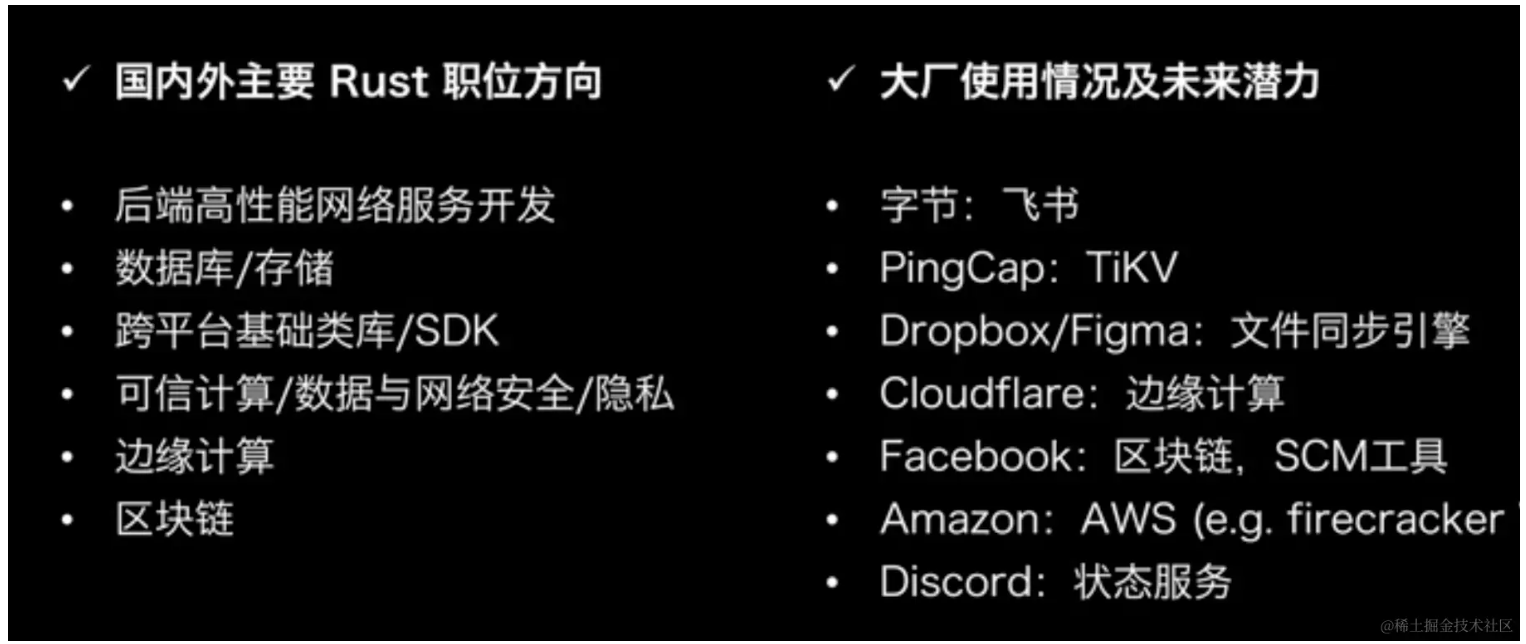 ✓ 国内外主要 Rust 职位方向
• 后端高性能网络服务开发
• 数据库/存储
• 跨平台基础类库/SDK
• 可信计算/数据与网络安全/隐私
• 边缘计算
• 区块链
✓ 大厂使用情况及未来潜力
• 字节：飞书
• PingCap：TiKV
• Dropbox/Figma：文件同步引擎
• Cloudflare：边缘计算
• Facebook：区块链，SCM工具
• Amazon：AWS (e.g. firecracker
• Discord：状态服务
@稀土掘金技术社区